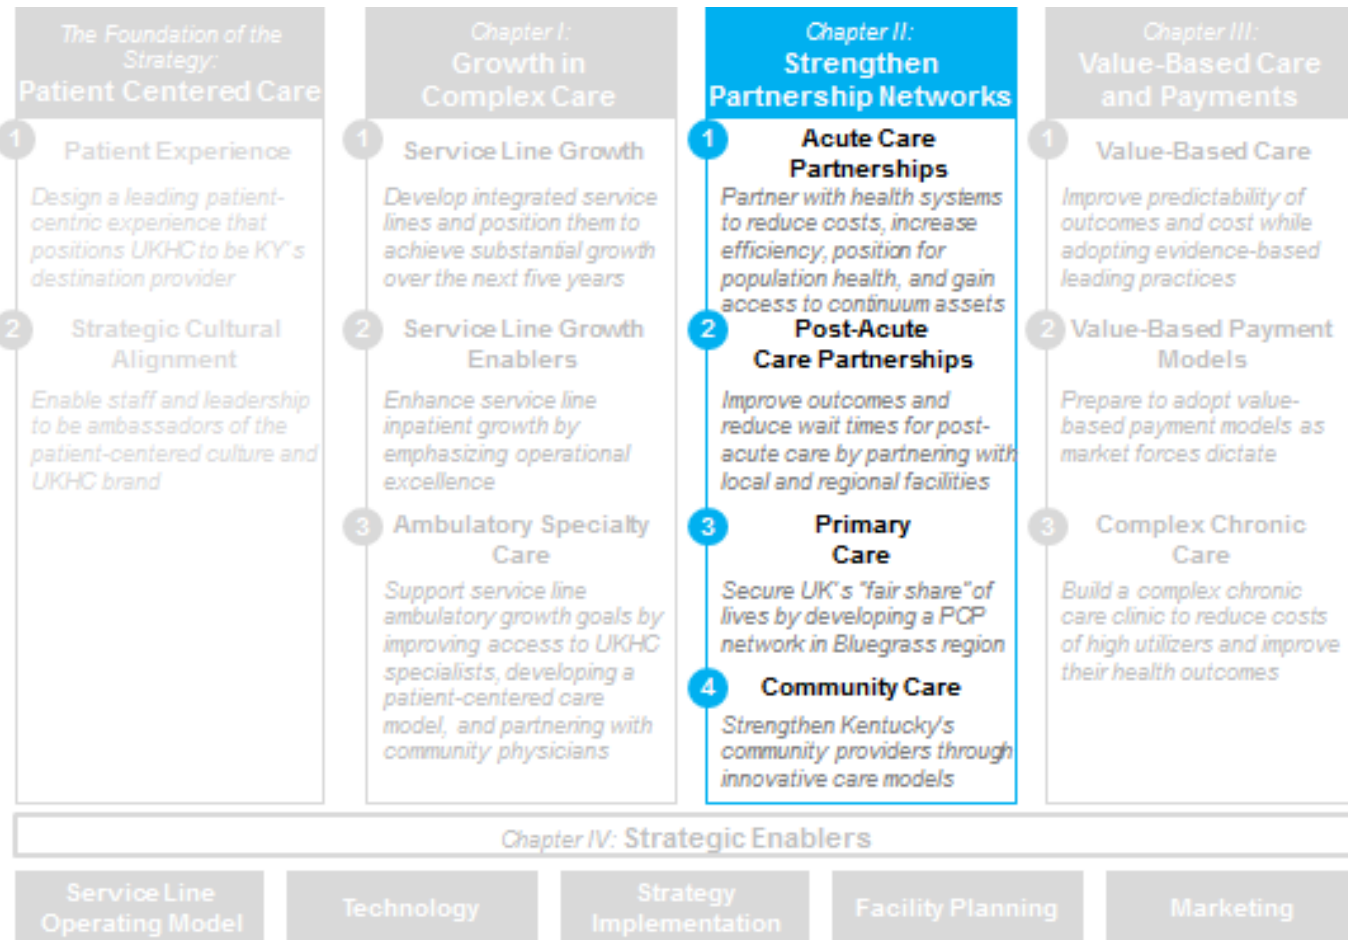 The Foundation of the
Strategy:
Patient Centered Care
1
Patient Experience
Design a leading patient-
centric experience that
positions UKHC to be KY's
destination provider
2
Strategic Cultural
Alignment
Enable staff and leadership
to be ambassadors of the
patient-centered culture and
UKHC brand
Chapter I:
Growth in
Complex Care
1
Service Line Growth
Develop integrated service
lines and position them to
achieve substantial growth
over the next five years
2
Service Line Growth
Enablers
Enhance service line
inpatient growth by
emphasizing operational
excellence
3
Ambulatory Specialty
Care
Support service line
ambulatory growth goals by
improving access to UKHC
specialists, developing a
patient-centered care
model, and partnering with
community physicians
Chapter II:
Strengthen
Partnership Networks
1
Acute Care
Partnerships
Partner with health systems
to reduce costs, increase
efficiency, position for
population health, and gain
access to continuum assets
2
Post-Acute
Care Partnerships
Improve outcomes and
reduce wait times for post-
acute care by partnering with
local and regional facilities
3
Primary
Care
Secure UK's "fair share" of
lives by developing a PCP
network in Bluegrass region
4
Community Care
Strengthen Kentucky's
community providers through
innovative care models
Chapter III:
Value-Based Care
and Payments
1
Value-Based Care
Improve predictability of
outcomes and cost while
adopting evidence-based
leading practices
2
Value-Based Payment
Models
Prepare to adopt value-
based payment models as
market forces dictate
3
Complex Chronic
Care
Build a complex chronic
care clinic to reduce costs
of high utilizers and improve
their health outcomes
Chapter IV: Strategic Enablers
Service Line
Operating Model
Technology
Strategy
Implementation
Facility Planning
Marketing